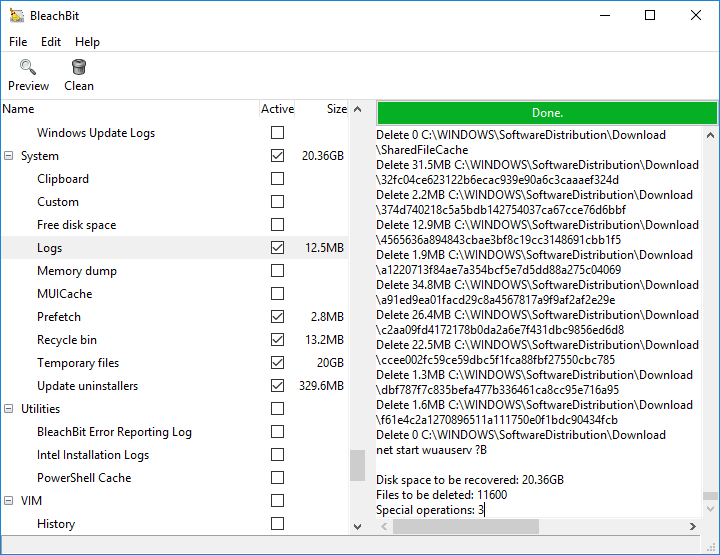 BleachBit
File Edit Help
Preview Clean
Name Active Size
Windows Update Logs
System 20.36GB
Clipboard
Custom
Free disk space
Logs 12.5MB
Memory dump
MUICache
Prefetch 2.8MB
Recycle bin 13.2MB
Temporary files 20GB
Update uninstallers 329.6MB
Utilities
BleachBit Error Reporting Log
Intel Installation Logs
PowerShell Cache
VIM
History
Done.
Delete 0 C:\WINDOWS\SoftwareDistribution\Download
\SharedFileCache
Delete 31.5MB C:\WINDOWS\SoftwareDistribution\Download
\32fc04ce623122b6ecac939e90a6c3caaaef324d
Delete 2.2MB C:\WINDOWS\SoftwareDistribution\Download
\374d740218c5a5bdb142754037ca67cce76d6bbf
Delete 12.9MB C:\WINDOWS\SoftwareDistribution\Download
\4565636a894843cbae3bf8c19cc3148691cbb1f5
Delete 1.9MB C:\WINDOWS\SoftwareDistribution\Download
\a1220713f84ae7a354bcf5e7d5dd88a275c04069
Delete 34.8MB C:\WINDOWS\SoftwareDistribution\Download
\a91ed9ea01facd29c8a4567817a9f9af2af2e29e
Delete 26.4MB C:\WINDOWS\SoftwareDistribution\Download
\c2aa09fd4172178b0da2a6e7f431dbc9856ed6d8
Delete 22.5MB C:\WINDOWS\SoftwareDistribution\Download
\ccee002fc59ce59dbc5f1fca88fbf27550cbc785
Delete 1.3MB C:\WINDOWS\SoftwareDistribution\Download
\dbf787f7c835befa477b336461ca8cc95e716a95
Delete 1.6MB C:\WINDOWS\SoftwareDistribution\Download
\f61e4c2a1270896511a111750e0f1bdc90434fcb
Delete 0 C:\WINDOWS\SoftwareDistribution\Download
net start wuauserv ?B
Disk space to be recovered: 20.36GB
Files to be deleted: 11600
Special operations: 3